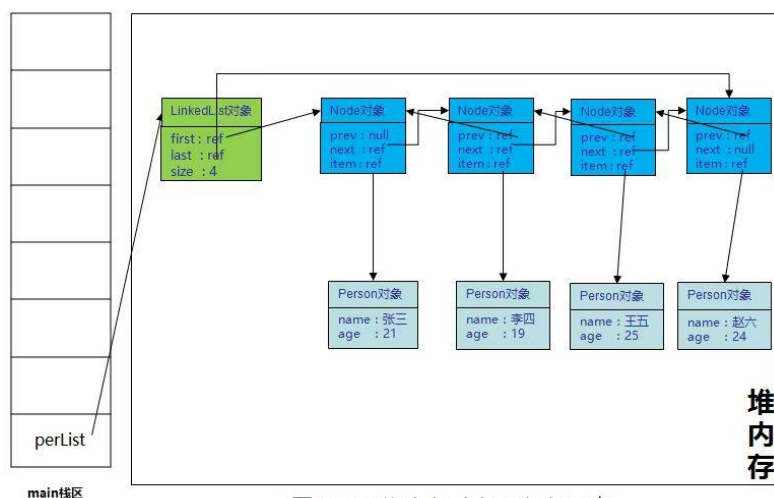 LinkedList对象
first : ref
last : ref
size : 4
Node对象
prev : null
next : ref
item : ref
Node对象
prev : ref
next : ref
item : ref
Node对象
prev : ref
next : ref
item : ref
Node对象
prev : ref
next : null
item : ref
Person对象
name : 张三
age : 21
Person对象
name : 李四
age : 19
Person对象
name : 王五
age : 25
Person对象
name : 赵六
age : 24
perList
堆
内
存
main栈区